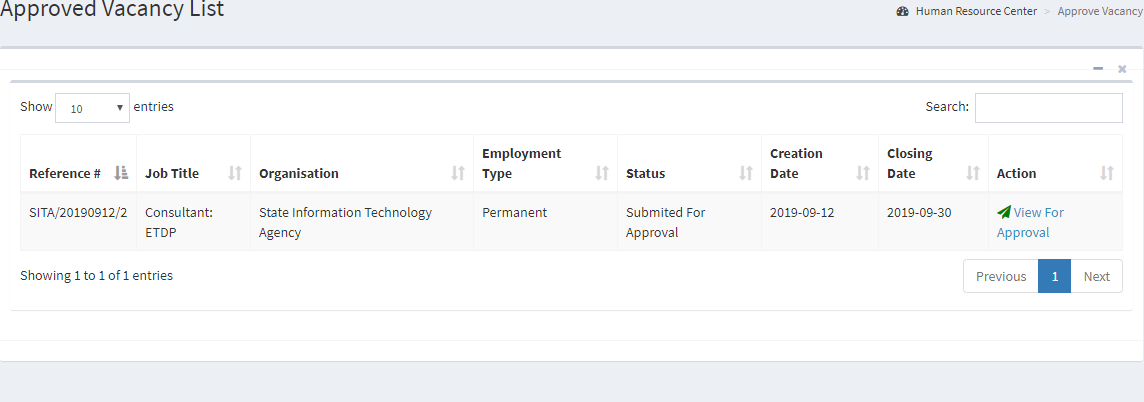 Approved Vacancy List
Human Resource Center > Approve Vacancy
Show 10 entries
Search:
Reference # Job Title Organisation Employment Type Status Creation Date Closing Date Action
SITA/20190912/2 Consultant: ETDP State Information Technology Agency Permanent Submited For Approval 2019-09-12 2019-09-30 View For Approval
Showing 1 to 1 of 1 entries
Previous 1 Next